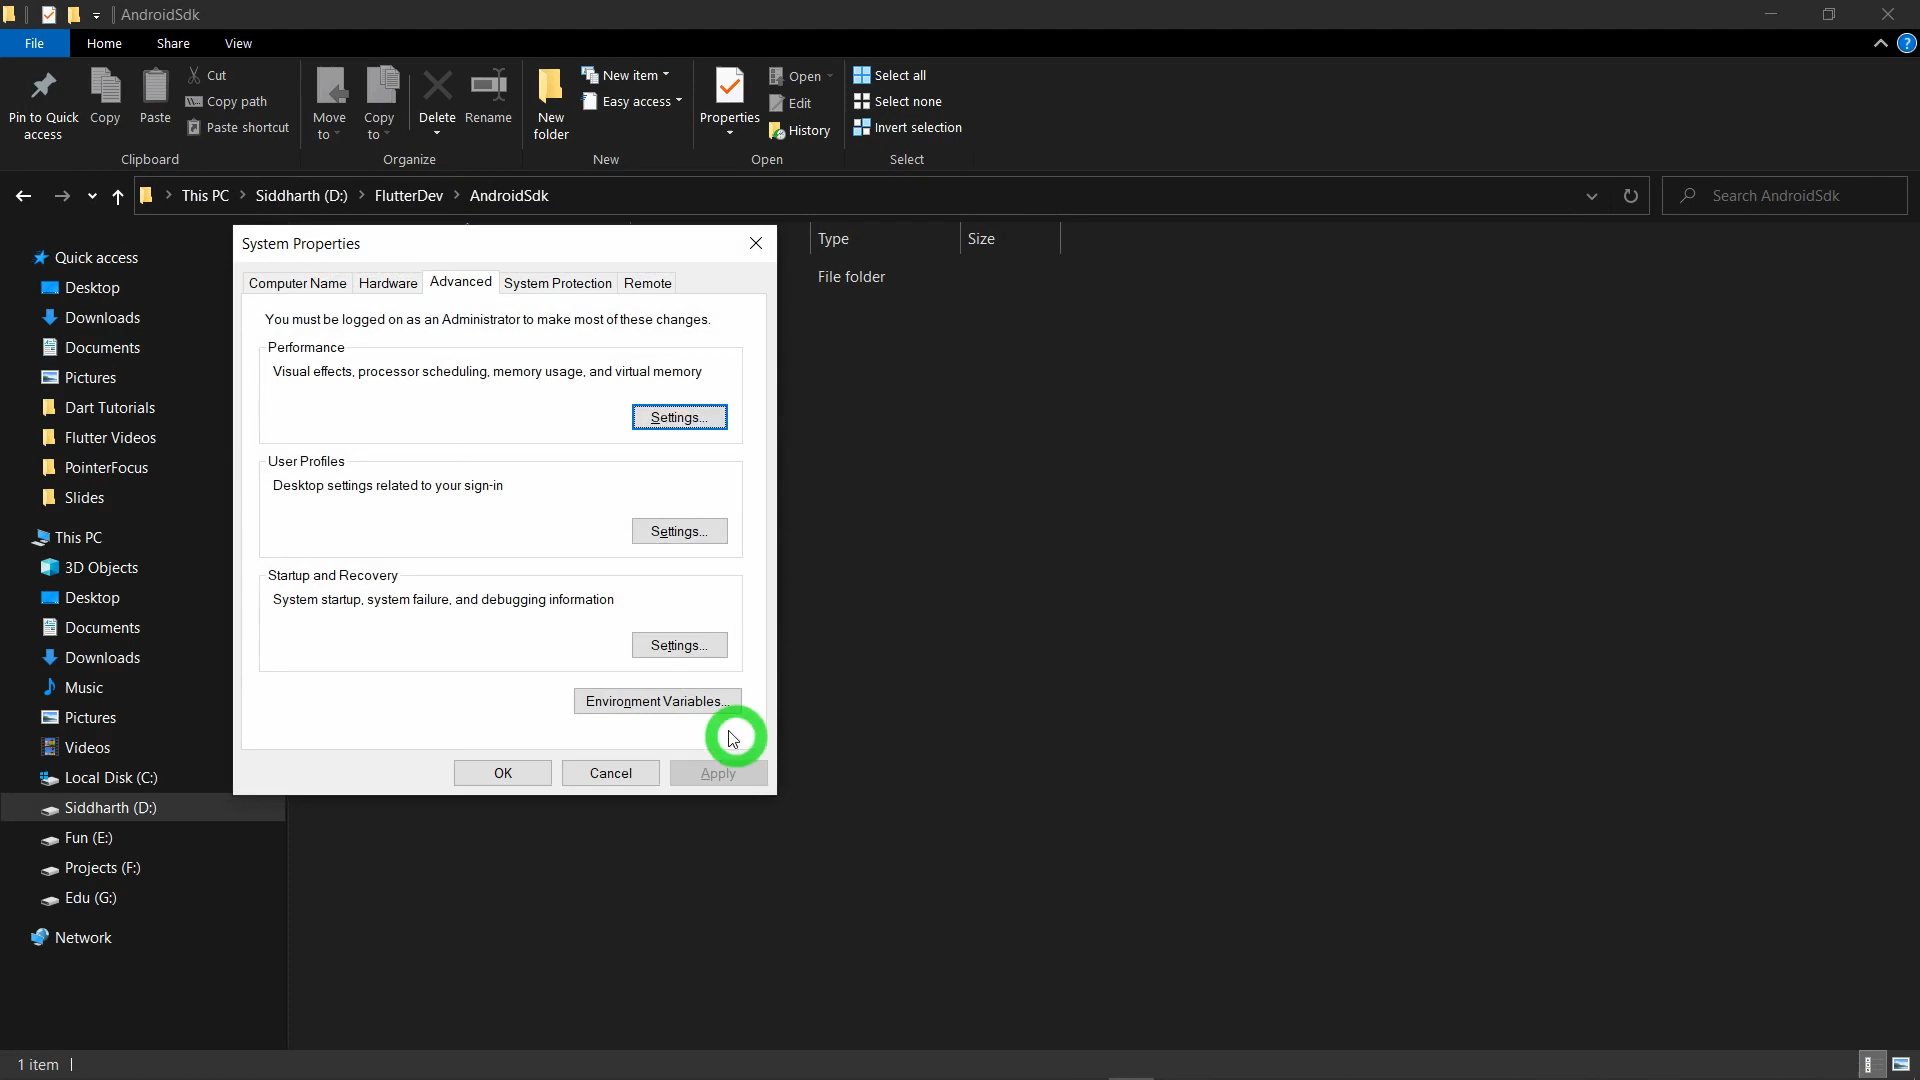 AndroidSdk
File
Home
Share
View
Pin to Quick access
Copy
Paste
Cut
Copy path
Paste shortcut
Clipboard
Move to
Copy to
Delete
Rename
Organize
New folder
New item
Easy access
New
Properties
Open
Edit
History
Open
Select all
Select none
Invert selection
Select
This PC
Siddharth (D:)
FlutterDev
AndroidSdk
Search AndroidSdk
Type
Size
File folder
Quick access
Desktop
Downloads
Documents
Pictures
Dart Tutorials
Flutter Videos
PointerFocus
Slides
This PC
3D Objects
Desktop
Documents
Downloads
Music
Pictures
Videos
Local Disk (C:)
Siddharth (D:)
Fun (E:)
Projects (F:)
Edu (G:)
Network
System Properties
Computer Name
Hardware
Advanced
System Protection
Remote
You must be logged on as an Administrator to make most of these changes.
Performance
Visual effects, processor scheduling, memory usage, and virtual memory
Settings...
User Profiles
Desktop settings related to your sign-in
Settings...
Startup and Recovery
System startup, system failure, and debugging information
Settings...
Environment Variables...
OK
Cancel
Apply
1 item